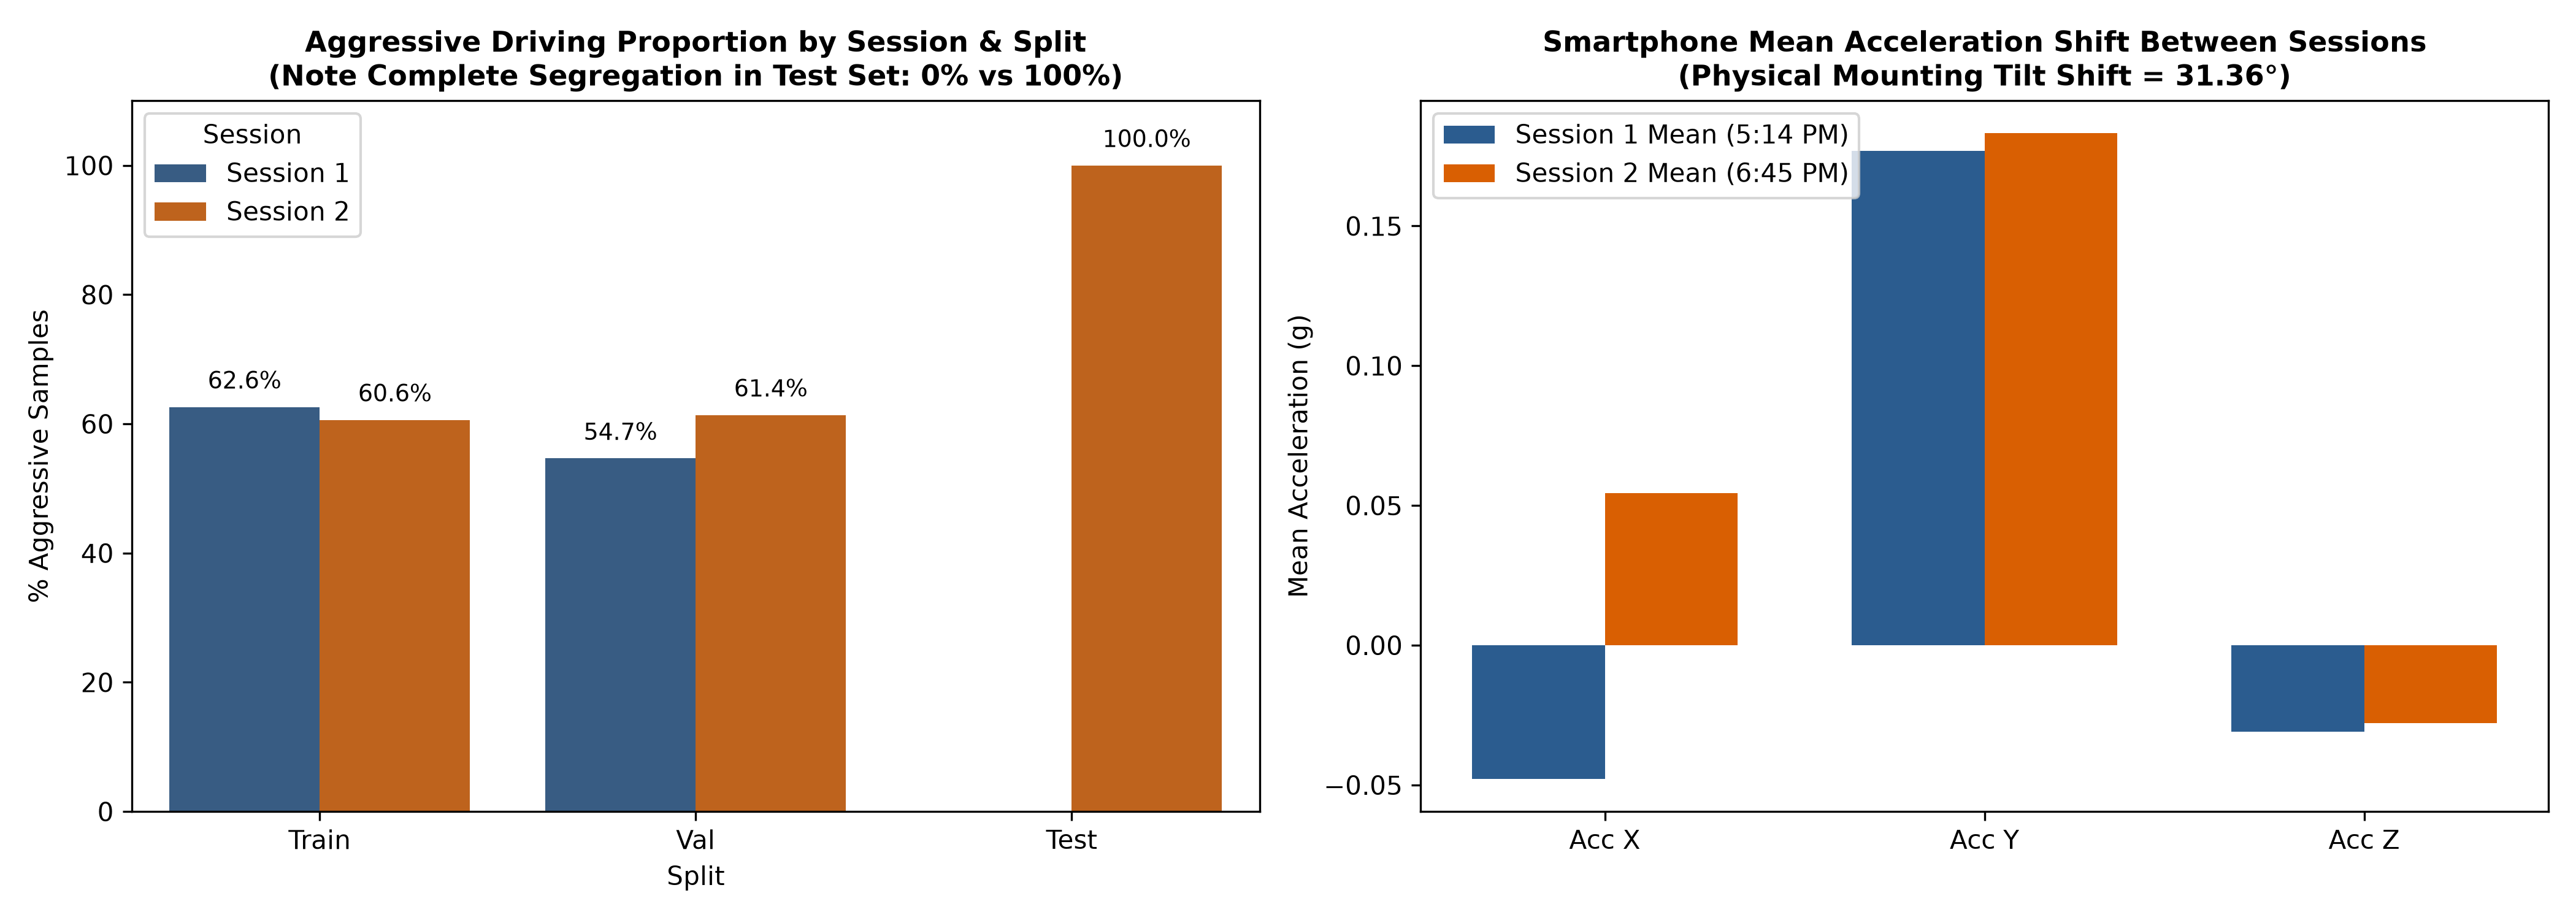 Aggressive Driving Proportion by Session & Split
(Note Complete Segregation in Test Set: 0% vs 100%)
Session
Session 1
Session 2
% Aggressive Samples
100
80
60
40
20
0
62.6%
60.6%
54.7%
61.4%
100.0%
Train
Val
Test
Split
Smartphone Mean Acceleration Shift Between Sessions
(Physical Mounting Tilt Shift = 31.36°)
Session 1 Mean (5:14 PM)
Session 2 Mean (6:45 PM)
Mean Acceleration (g)
0.15
0.10
0.05
0.00
−0.05
Acc X
Acc Y
Acc Z